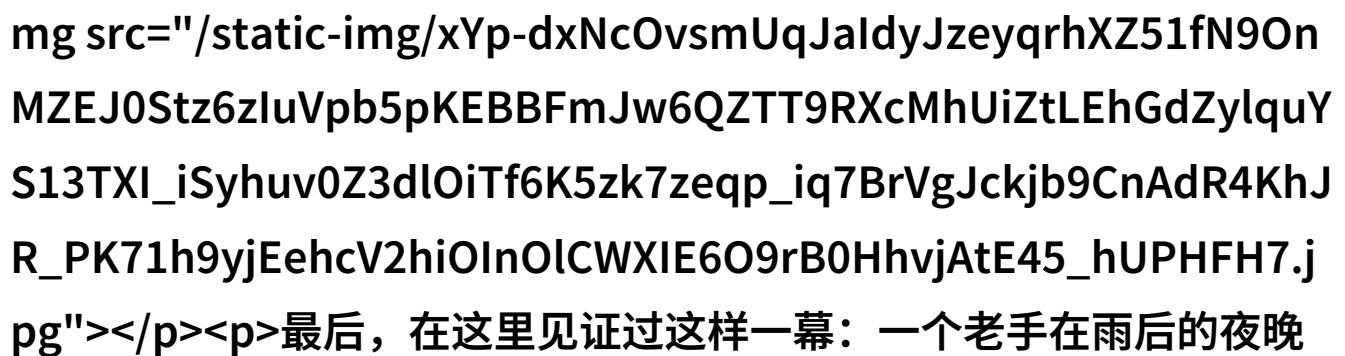 mg src="/static-img/xYp-dxNcOvsmUqJaIdyJzeyqrhXZ51fN9On
MZEJ0Stz6zIuVpb5pKEBBFmJw6QZTT9RXcMhUiZtLEhGdZylquY
S13TXI_iSyhuv0Z3dlOiTf6K5zk7zeqp_iq7BrVgJckjb9CnAdR4KhJ
R_PK71h9yjEehcV2hiOInOlCWXIE6O9rB0HhvjAtE45_hUPHFH7.j
pg"></p><p>最后，在这里见证过这样一幕：一个老手在雨后的夜晚